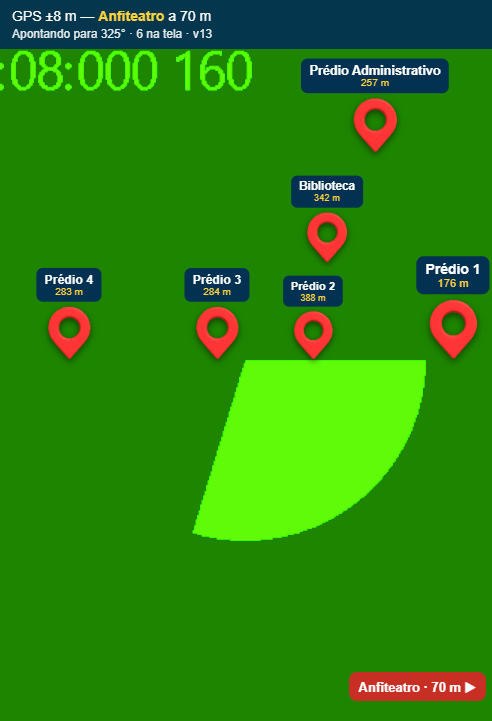 GPS ±8 m — Anfiteatro a 70 m
Apontando para 325° · 6 na tela · v13
:08:000 160
Prédio Administrativo
257 m
Biblioteca
342 m
Prédio 4
283 m
Prédio 3
284 m
Prédio 2
388 m
Prédio 1
176 m
Anfiteatro · 70 m ▶